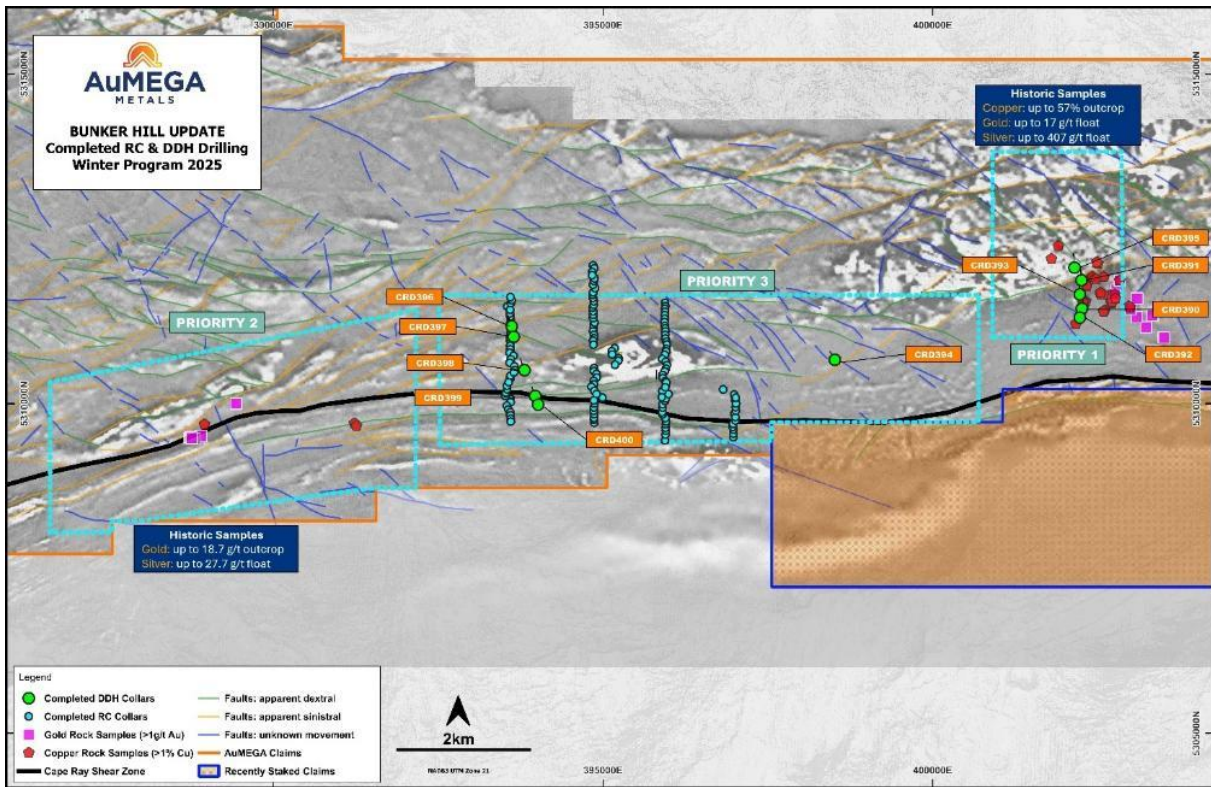 390000E
395000E
400000E
5315000N
5315000N
AuMEGA
METALS
BUNKER HILL UPDATE
Completed RC & DDH Drilling
Winter Program 2025
Historic Samples
Copper: up to 57% outcrop
Gold: up to 17 g/t float
Silver: up to 407 g/t float
CRD395
CRD393
CRD391
CRD396
PRIORITY 3
PRIORITY 2
CRD397
CRD390
CRD398
CRD394
PRIORITY 1
CRD392
CRD399
5310000N
5310000N
CRD400
Historic Samples
Gold: up to 18.7 g/t outcrop
Silver: up to 27.7 g/t float
Legend
Completed DDH Collars
Completed RC Collars
Gold Rock Samples (>1g/t Au)
Copper Rock Samples (>1% Cu)
Cape Ray Shear Zone
Faults: apparent dextral
Faults: apparent sinistral
Faults: unknown movement
AuMEGA Claims
Recently Staked Claims
2km
NAD83 UTM Zone 21
395000E
400000E
5305000N